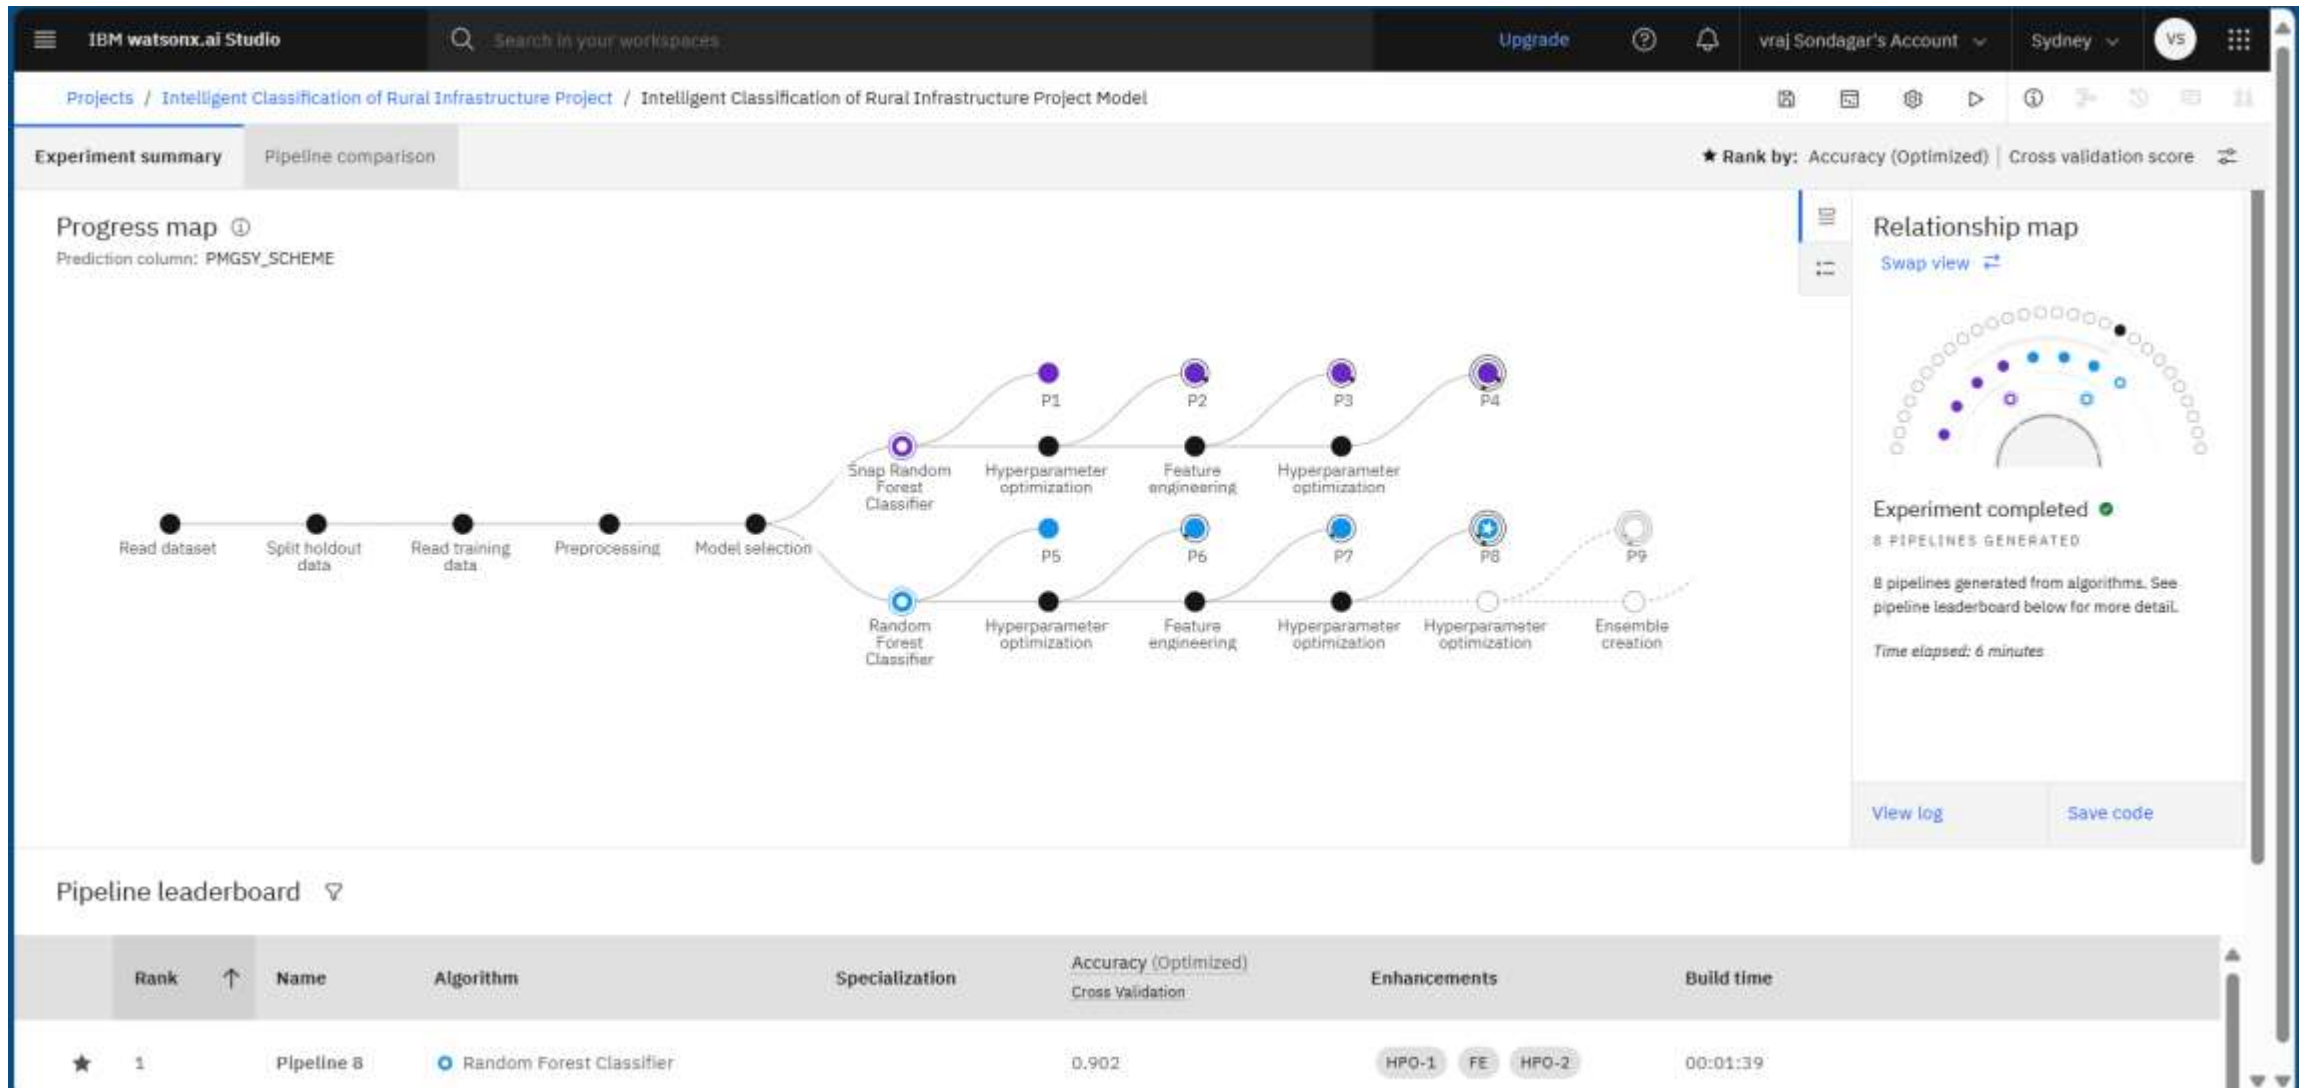 IBM watsonx.ai Studio
Search in your workspaces
Upgrade
vraj Sondagar's Account
Sydney
VS
Projects / Intelligent Classification of Rural Infrastructure Project / Intelligent Classification of Rural Infrastructure Project Model
Experiment summary
Pipeline comparison
★ Rank by: Accuracy (Optimized) | Cross validation score
Progress map
Prediction column: PMGSY_SCHEME
Relationship map
Swap view
P1
P2
P3
P4
Snap Random
Forest
Classifier
Hyperparameter
optimization
Feature
engineering
Hyperparameter
optimization
Read dataset
Split holdout
data
Read training
data
Preprocessing
Model selection
P5
P6
P7
P8
P9
Random
Forest
Classifier
Hyperparameter
optimization
Feature
engineering
Hyperparameter
optimization
Hyperparameter
optimization
Ensemble
creation
Experiment completed
8 PIPELINES GENERATED
8 pipelines generated from algorithms. See
pipeline leaderboard below for more detail.
Time elapsed: 6 minutes
View log
Save code
Pipeline leaderboard
Rank
Name
Algorithm
Specialization
Accuracy (Optimized)
Cross Validation
Enhancements
Build time
1
Pipeline 8
Random Forest Classifier
0.902
HPO-1
FE
HPO-2
00:01:39